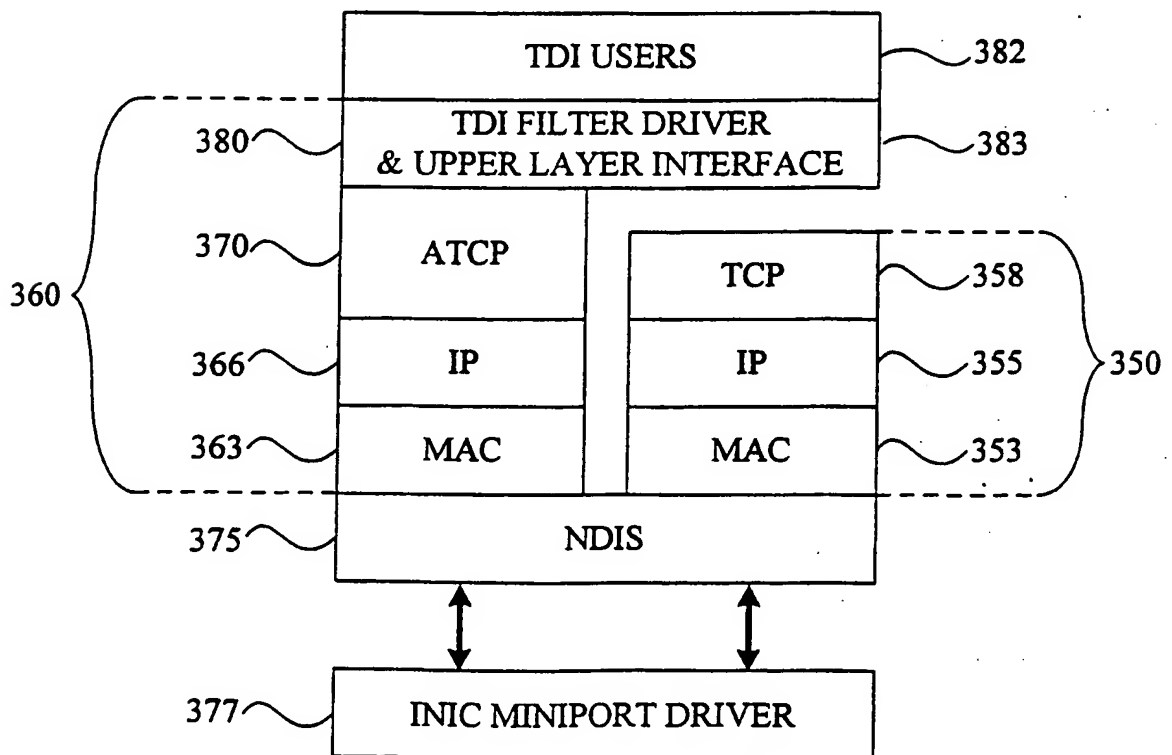 TDI USERS
382
380
TDI FILTER DRIVER
& UPPER LAYER INTERFACE
383
370
ATCP
TCP
358
360
366
IP
IP
355
350
363
MAC
MAC
353
375
NDIS
377
INIC MINIPORT DRIVER